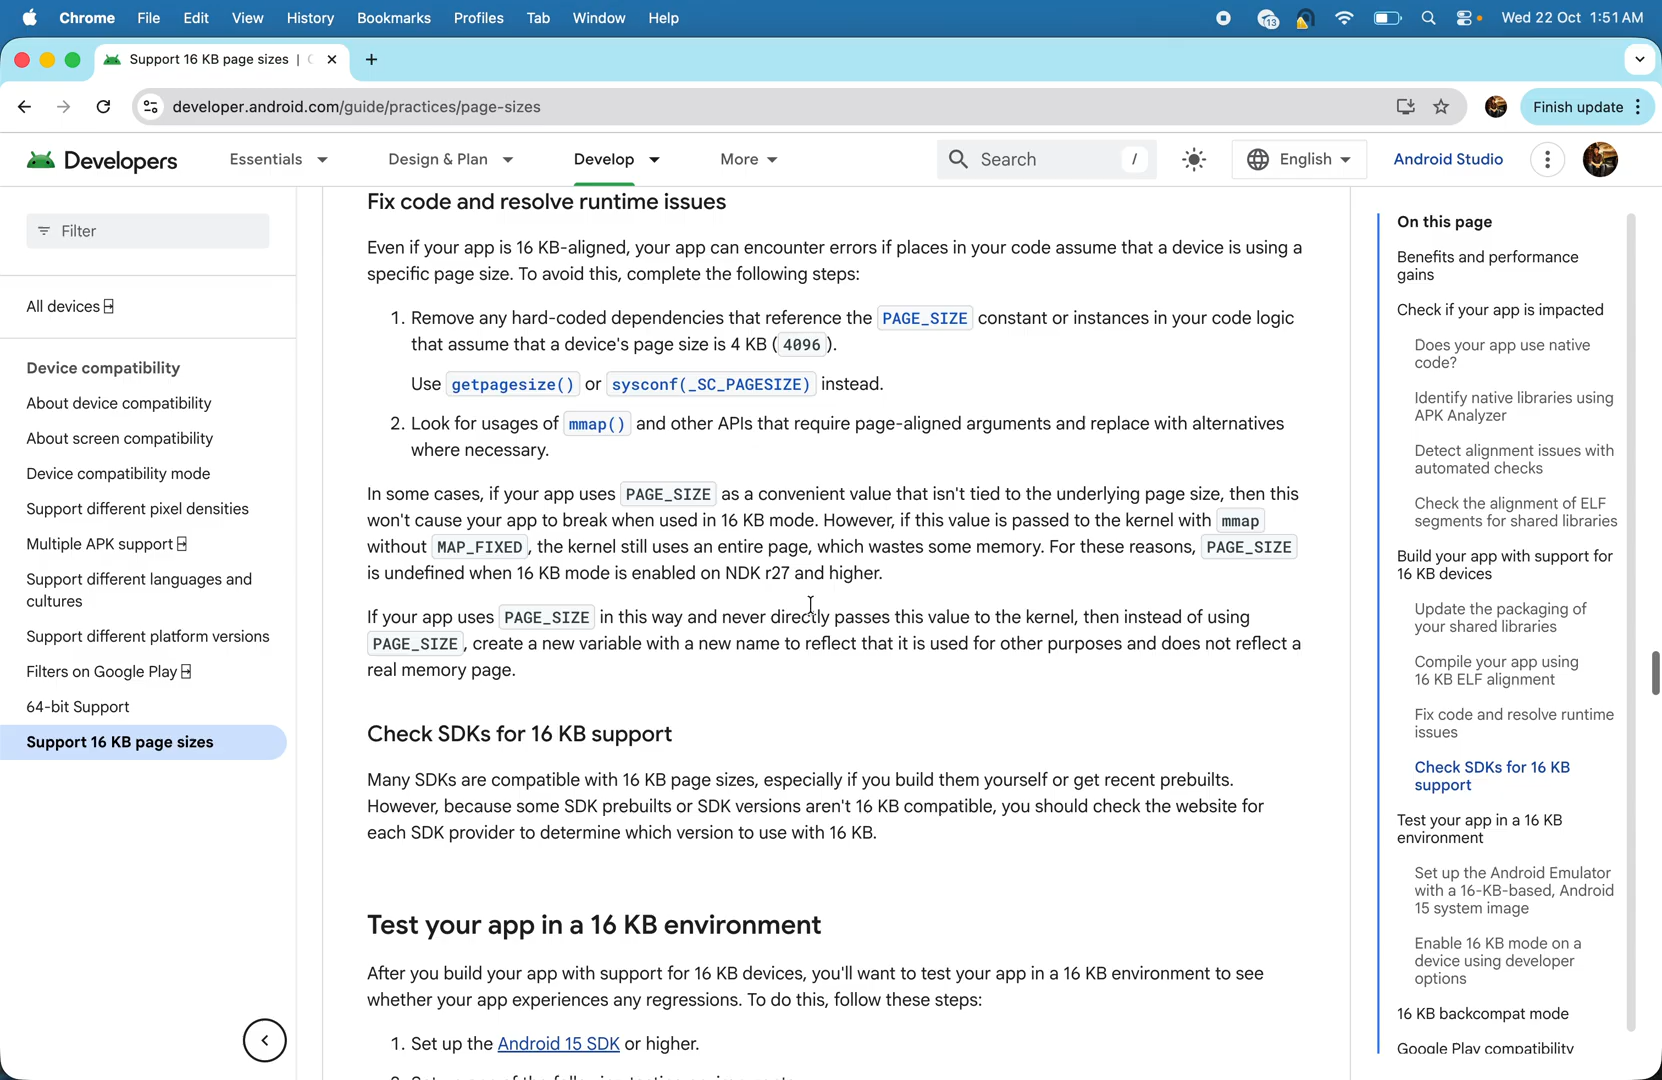 Chrome File Edit View History Bookmarks Profiles Tab Window Help
13
Wed 22 Oct 1:51 AM
Support 16 KB page sizes |
developer.android.com/guide/practices/page-sizes
Finish update
Developers
Essentials
Design & Plan
Develop
More
Search /
English
Android Studio
Filter
All devices
Device compatibility
About device compatibility
About screen compatibility
Device compatibility mode
Support different pixel densities
Multiple APK support
Support different languages and
cultures
Support different platform versions
Filters on Google Play
64-bit Support
Support 16 KB page sizes
Fix code and resolve runtime issues
Even if your app is 16 KB-aligned, your app can encounter errors if places in your code assume that a device is using a
specific page size. To avoid this, complete the following steps:
1. Remove any hard-coded dependencies that reference the PAGE_SIZE constant or instances in your code logic
that assume that a device's page size is 4 KB ( 4096 ).
Use getpagesize() or sysconf(_SC_PAGESIZE) instead.
2. Look for usages of mmap() and other APIs that require page-aligned arguments and replace with alternatives
where necessary.
In some cases, if your app uses PAGE_SIZE as a convenient value that isn't tied to the underlying page size, then this
won't cause your app to break when used in 16 KB mode. However, if this value is passed to the kernel with mmap
without MAP_FIXED , the kernel still uses an entire page, which wastes some memory. For these reasons, PAGE_SIZE
is undefined when 16 KB mode is enabled on NDK r27 and higher.
If your app uses PAGE_SIZE in this way and never directly passes this value to the kernel, then instead of using
PAGE_SIZE , create a new variable with a new name to reflect that it is used for other purposes and does not reflect a
real memory page.
Check SDKs for 16 KB support
Many SDKs are compatible with 16 KB page sizes, especially if you build them yourself or get recent prebuilts.
However, because some SDK prebuilts or SDK versions aren't 16 KB compatible, you should check the website for
each SDK provider to determine which version to use with 16 KB.
Test your app in a 16 KB environment
After you build your app with support for 16 KB devices, you'll want to test your app in a 16 KB environment to see
whether your app experiences any regressions. To do this, follow these steps:
1. Set up the Android 15 SDK or higher.
On this page
Benefits and performance
gains
Check if your app is impacted
Does your app use native
code?
Identify native libraries using
APK Analyzer
Detect alignment issues with
automated checks
Check the alignment of ELF
segments for shared libraries
Build your app with support for
16 KB devices
Update the packaging of
your shared libraries
Compile your app using
16 KB ELF alignment
Fix code and resolve runtime
issues
Check SDKs for 16 KB
support
Test your app in a 16 KB
environment
Set up the Android Emulator
with a 16-KB-based, Android
15 system image
Enable 16 KB mode on a
device using developer
options
16 KB backcompat mode
Google Play compatibility